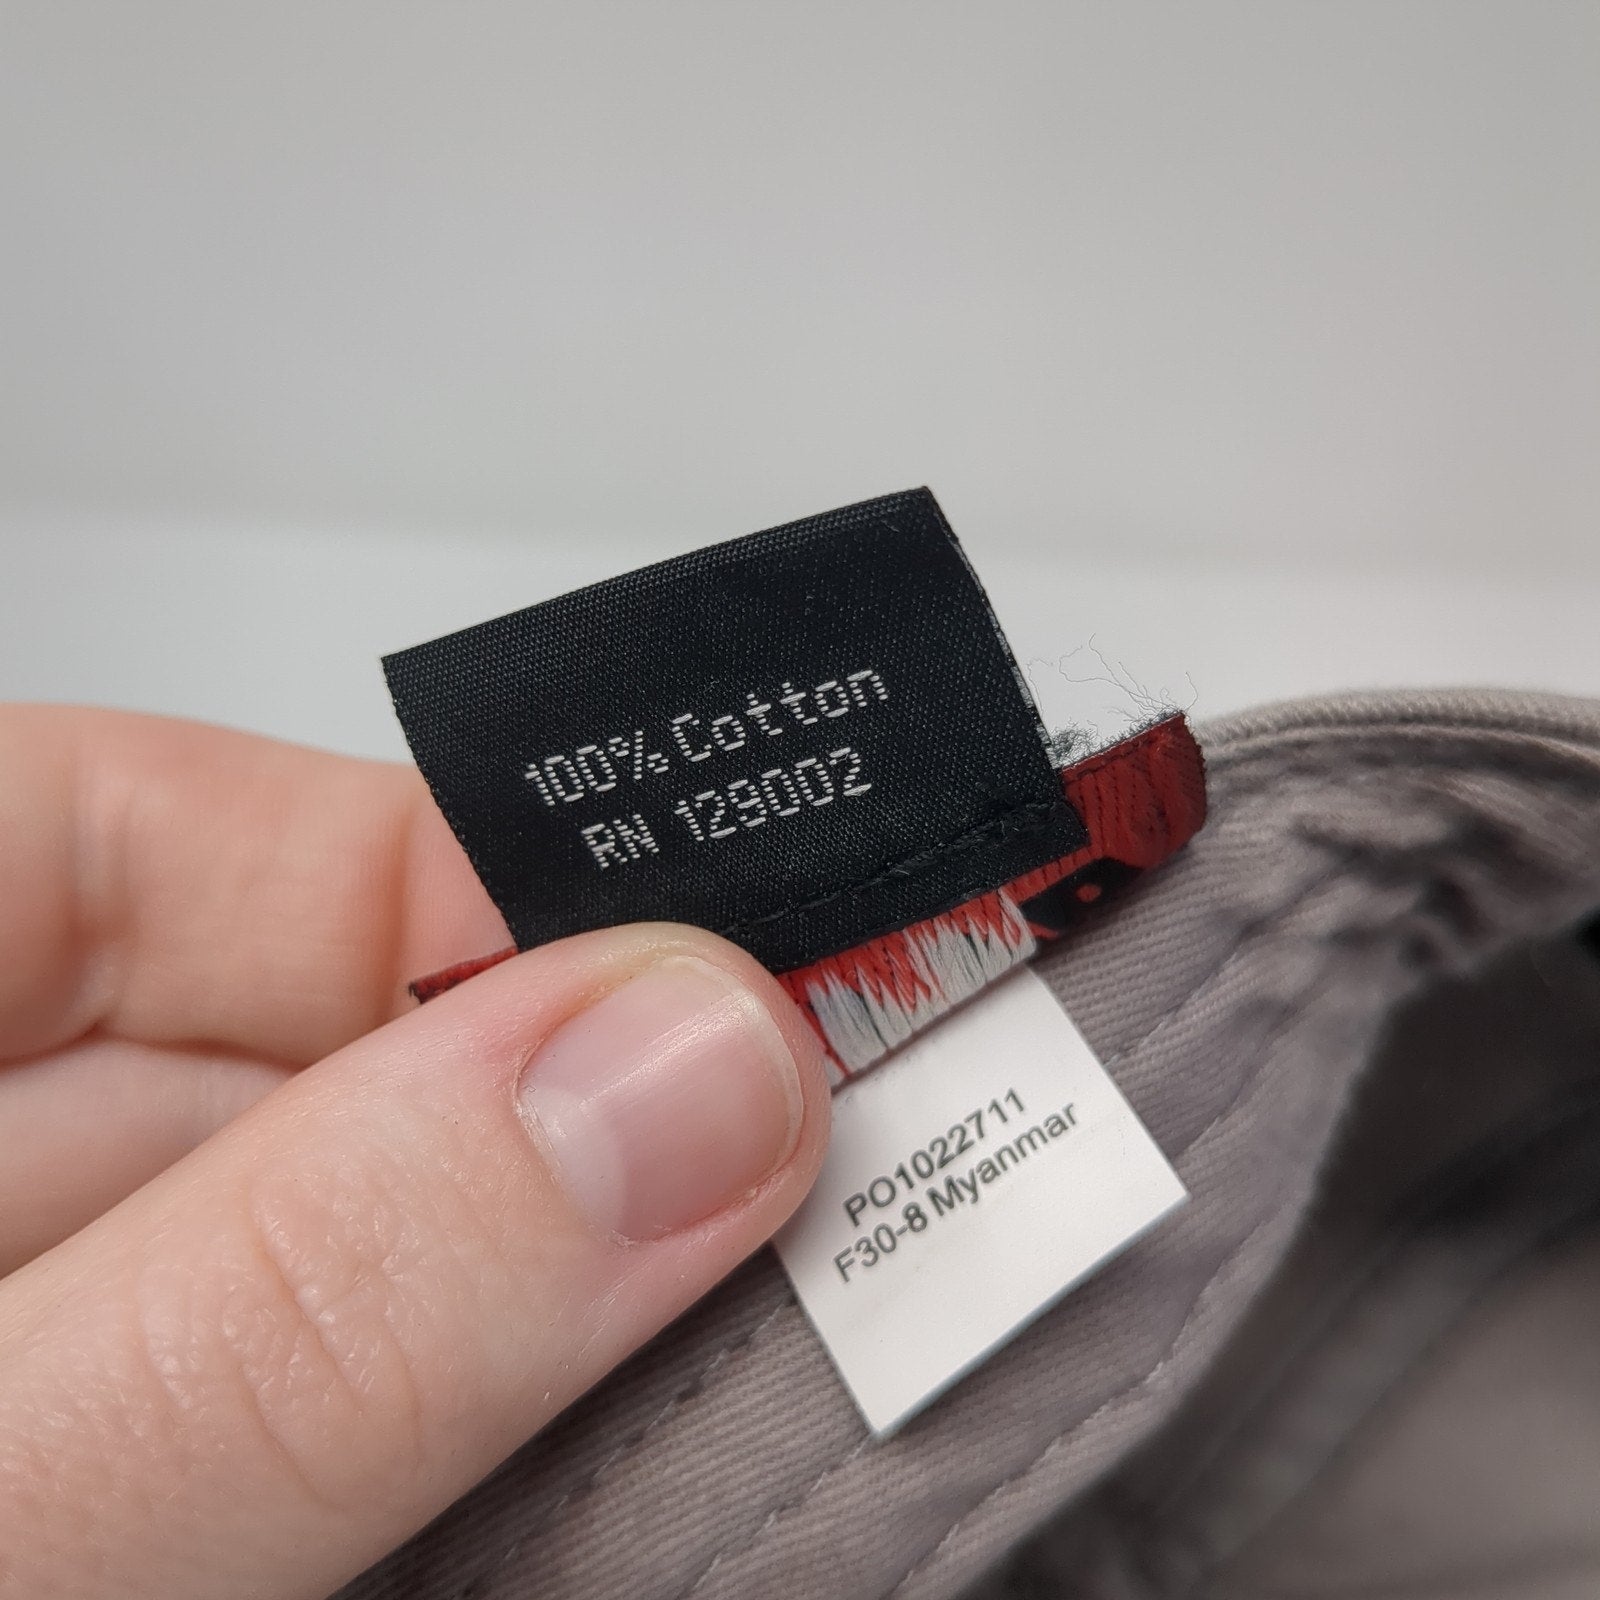 100% Cotton
RN 129002
PO1022711
F30-8 Myanmar